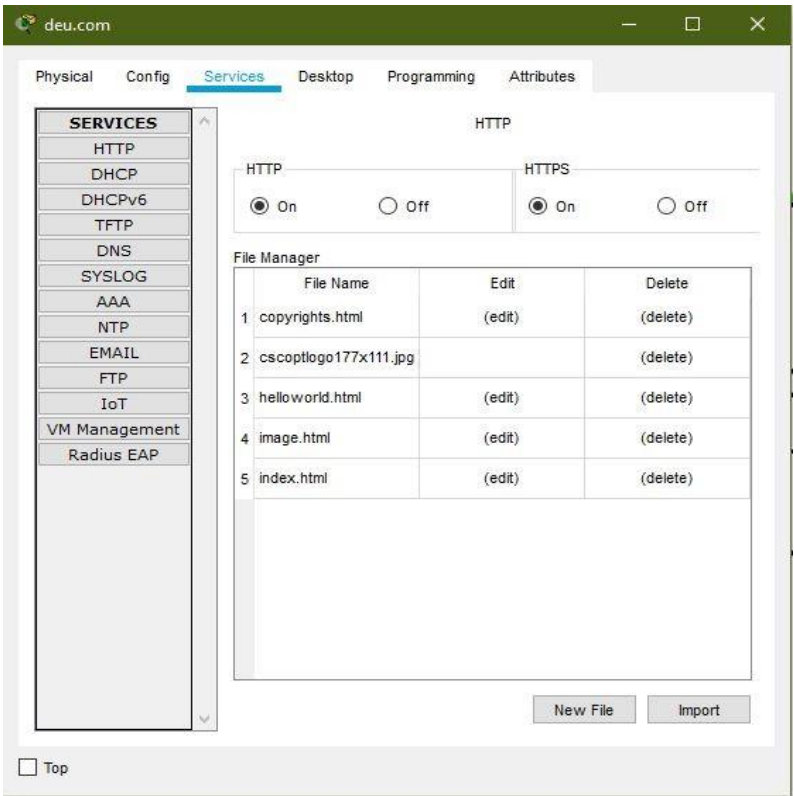 deu.com
Physical Config Services Desktop Programming Attributes
SERVICES
HTTP
DHCP
DHCPv6
TFTP
DNS
SYSLOG
AAA
NTP
EMAIL
FTP
IoT
VM Management
Radius EAP
HTTP
HTTP
On Off
HTTPS
On Off
File Manager
File Name Edit Delete
1 copyrights.html (edit) (delete)
2 cscoptlogo177x111.jpg (delete)
3 helloworld.html (edit) (delete)
4 image.html (edit) (delete)
5 index.html (edit) (delete)
New File Import
Top